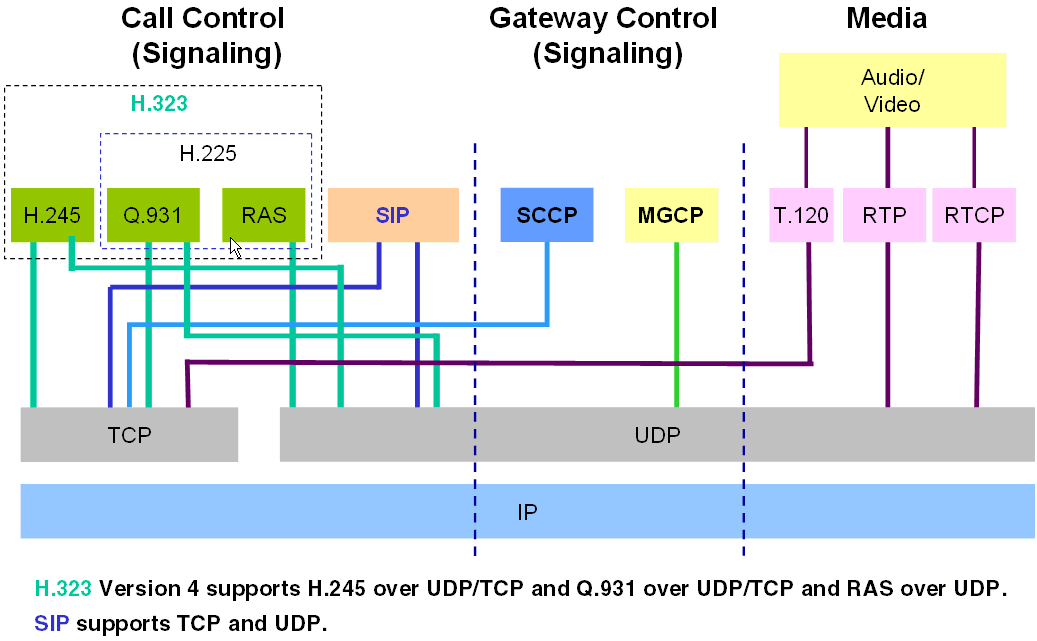 Call Control
(Signaling)
Gateway Control
(Signaling)
Media
Audio/
Video
H.323
H.225
H.245
Q.931
RAS
SIP
SCCP
MGCP
T.120
RTP
RTCP
TCP
UDP
IP
H.323 Version 4 supports H.245 over UDP/TCP and Q.931 over UDP/TCP and RAS over UDP.
SIP supports TCP and UDP.